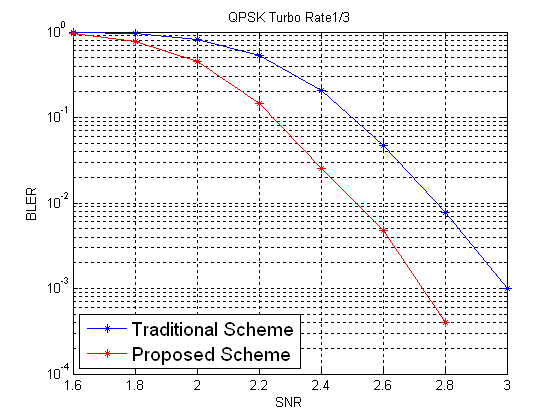 QPSK Turbo Rate1/3
10^0
10^-1
10^-2
10^-3
10^-4
BLER
Traditional Scheme
Proposed Scheme
1.6 1.8 2 2.2 2.4 2.6 2.8 3
SNR